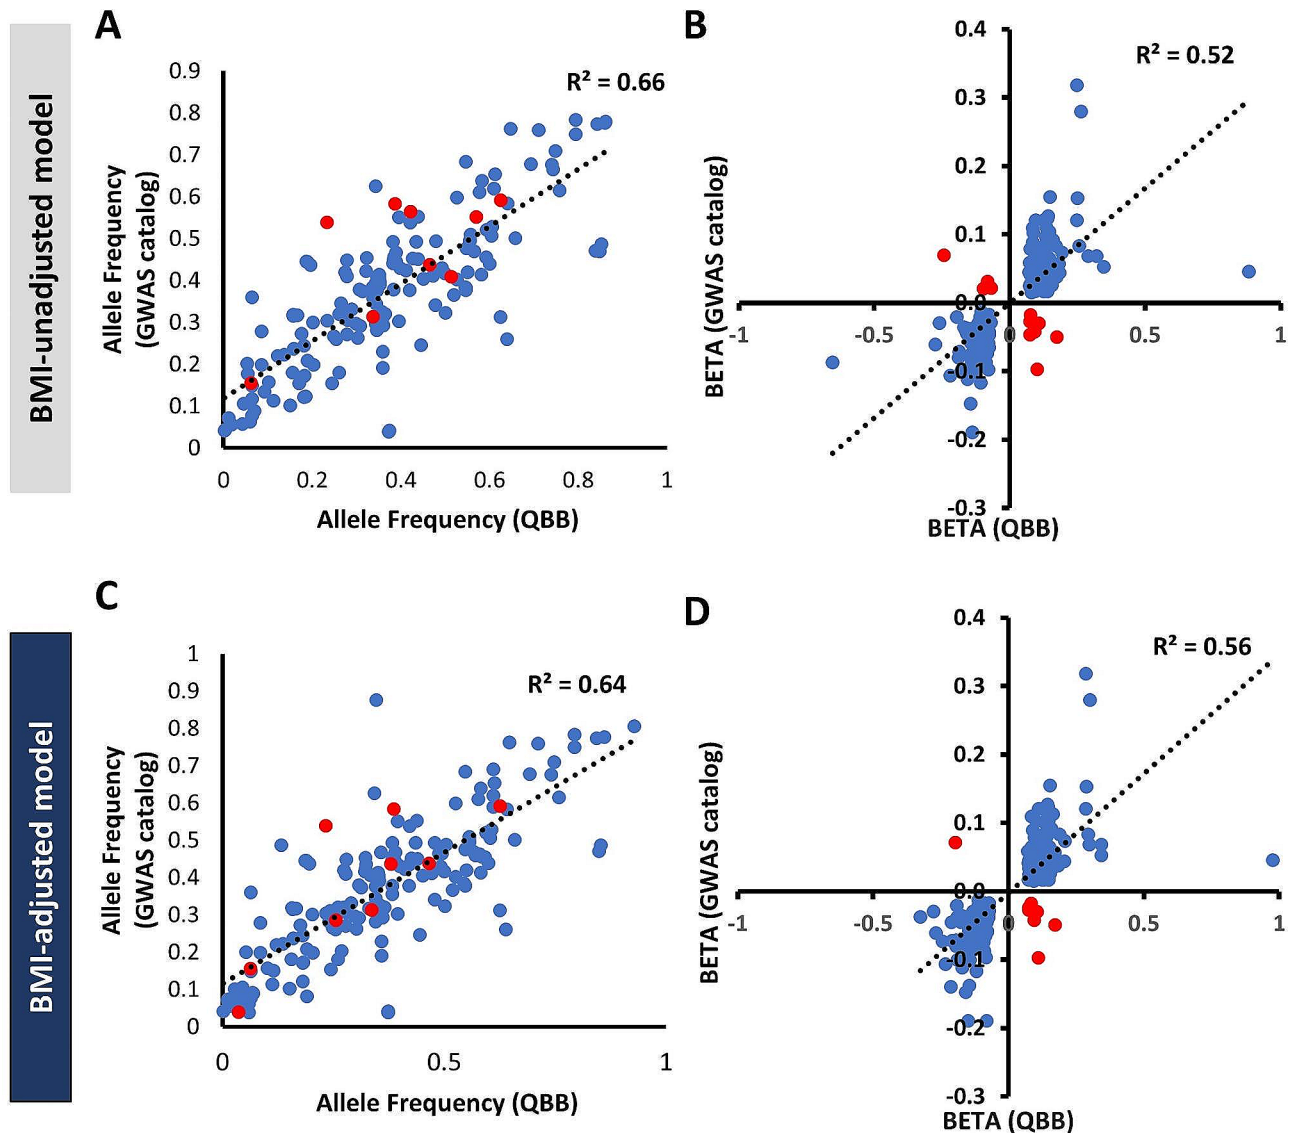 A
B
BMI-unadjusted model
R² = 0.66
Allele Frequency
(GWAS catalog)
0.9
0.8
0.7
0.6
0.5
0.4
0.3
0.2
0.1
0
0 0.2 0.4 0.6 0.8 1
Allele Frequency (QBB)
R² = 0.52
BETA (GWAS catalog)
0.4
0.3
0.2
0.1
0.0
-0.1
-0.2
-0.3
-1 -0.5 0 0.5 1
BETA (QBB)
C
D
BMI-adjusted model
R² = 0.64
Allele Frequency
(GWAS catalog)
1
0.9
0.8
0.7
0.6
0.5
0.4
0.3
0.2
0.1
0
0 0.5 1
Allele Frequency (QBB)
R² = 0.56
BETA (GWAS catalog)
0.4
0.3
0.2
0.1
0.0
-0.1
-0.2
-0.3
-1 -0.5 0 0.5 1
BETA (QBB)